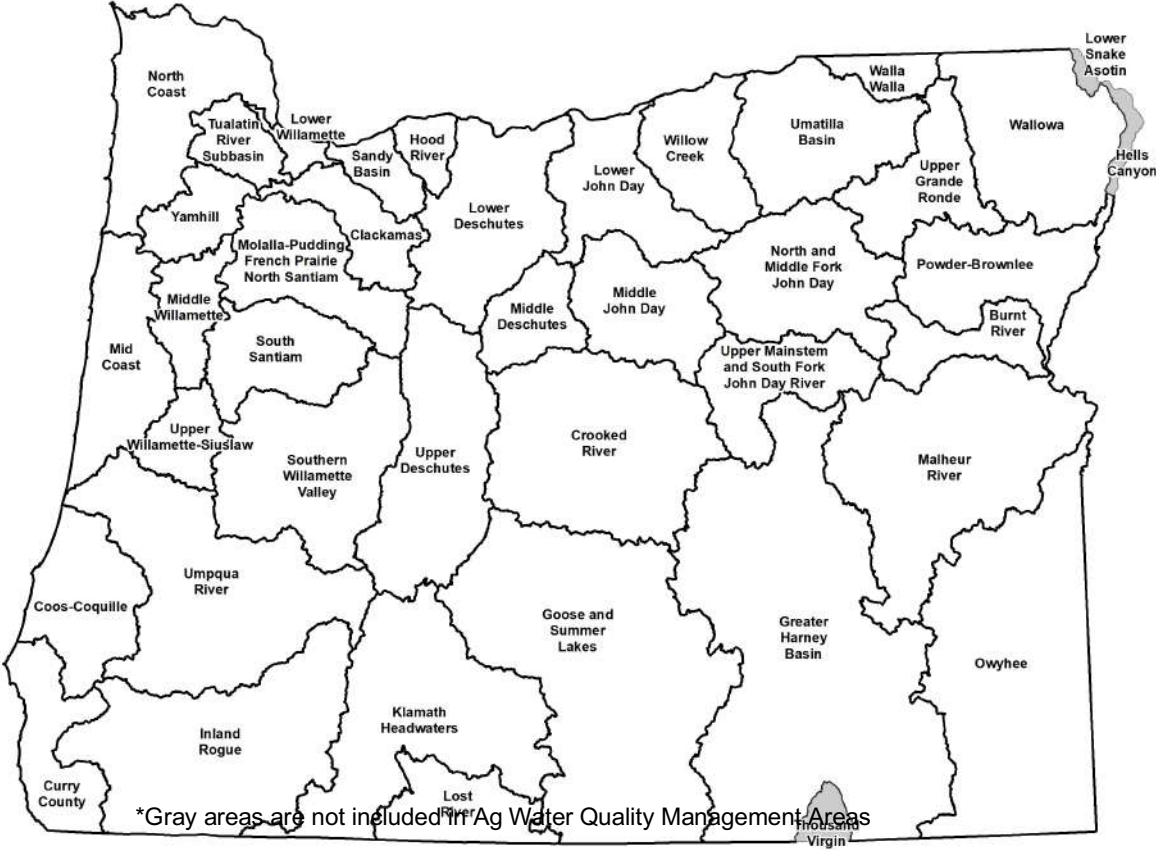 Lower
Snake
Asotin
North
Coast
Walla
Walla
Lower
Willamette
Tualatin
River
Subbasin
Hood
River
Sandy
Basin
Willow
Creek
Umatilla
Basin
Wallowa
Hells
Canyon
Lower
John Day
Upper
Grande
Ronde
Yamhill
Lower
Deschutes
Clackamas
Molalla-Pudding
French Prairie
North Santiam
North and
Middle Fork
John Day
Powder-Brownlee
Middle
Willamette
Middle
Deschutes
Middle
John Day
Burnt
River
Mid
Coast
South
Santiam
Upper Mainstem
and South Fork
John Day River
Upper
Willamette-Siuslaw
Southern
Willamette
Valley
Upper
Deschutes
Crooked
River
Malheur
River
Umpqua
River
Coos-Coquille
Goose and
Summer
Lakes
Greater
Harney
Basin
Owyhee
Inland
Rogue
Klamath
Headwaters
Curry
County
Lost
River
*Gray areas are not included in Ag Water Quality Management Areas
Thousand
Virgin